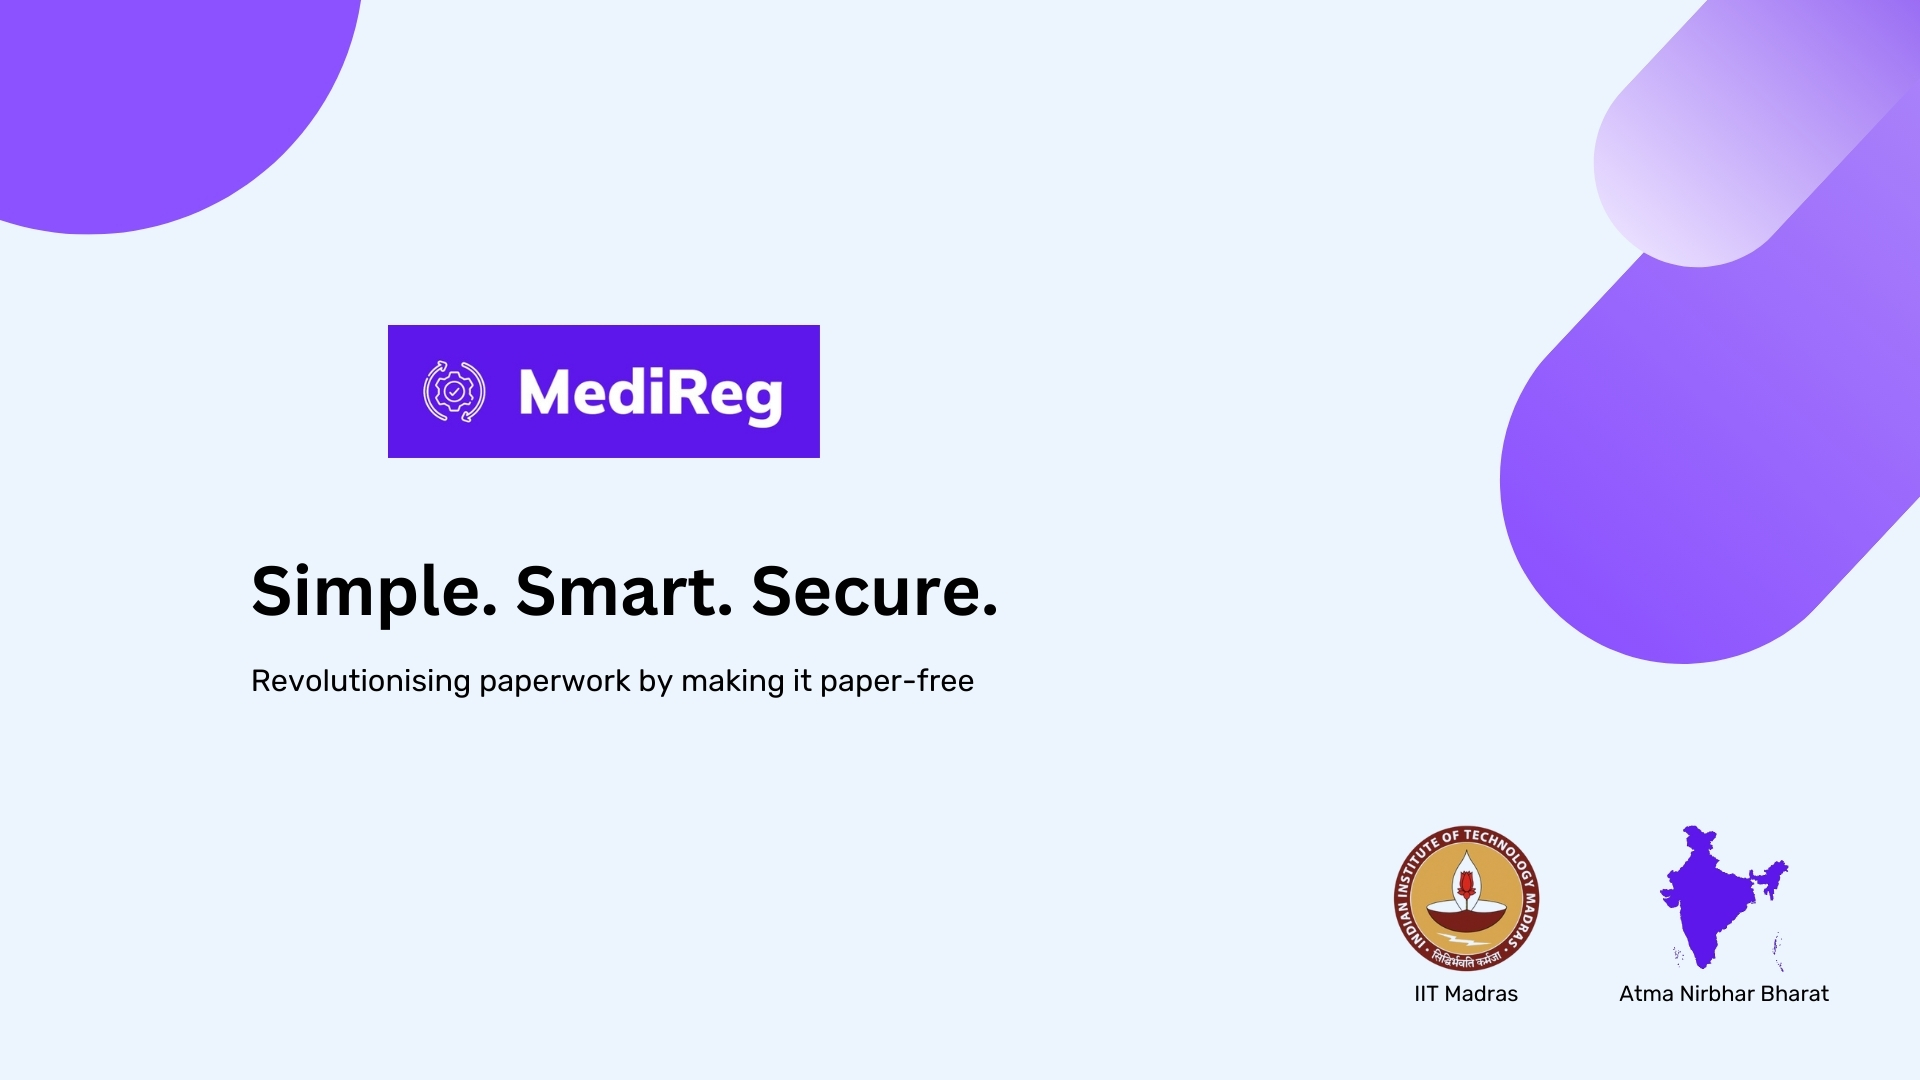 MediReg
Simple. Smart. Secure.
Revolutionising paperwork by making it paper-free
INDIAN INSTITUTE OF TECHNOLOGY MADRAS
सिद्धिर्भवति कर्मजा
IIT Madras
Atma Nirbhar Bharat